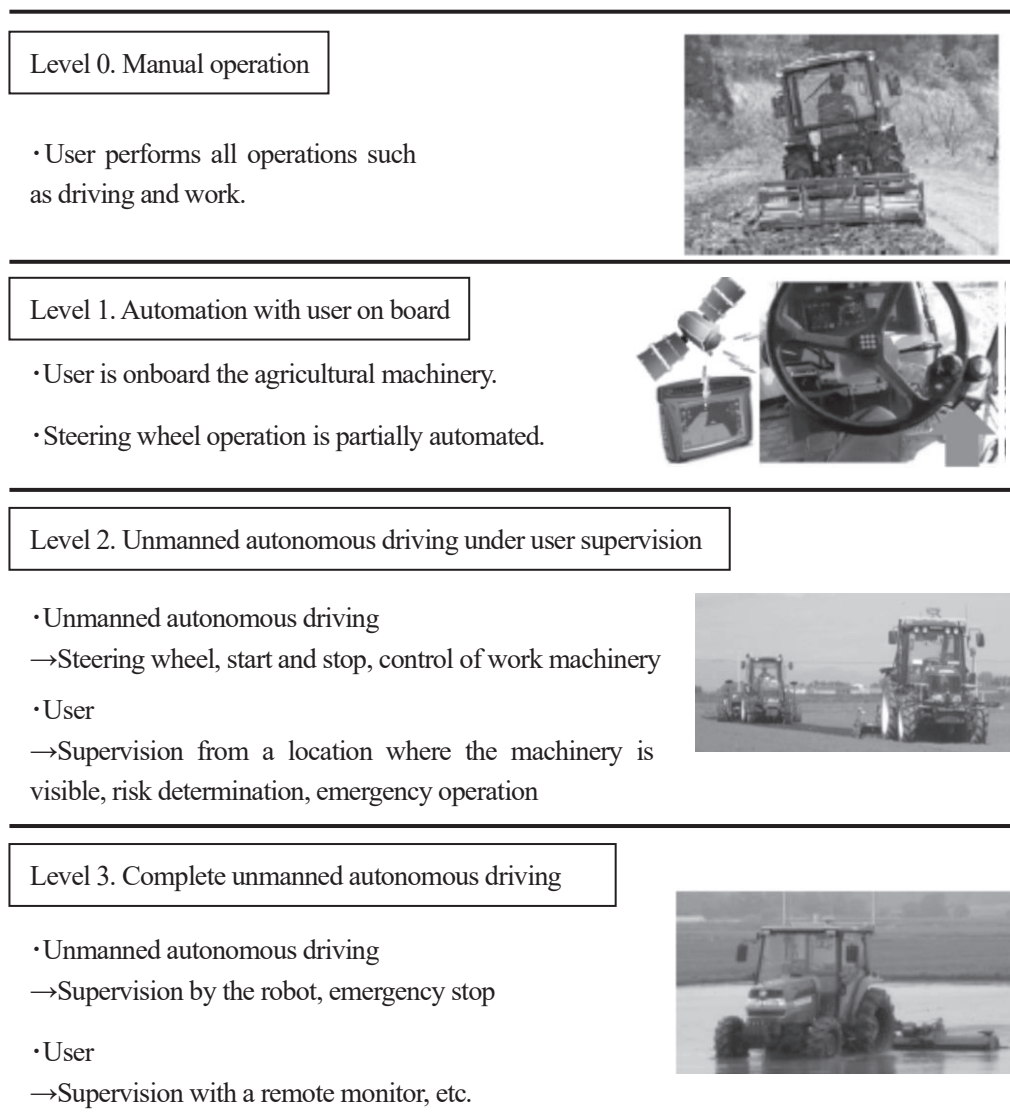 Level 0. Manual operation
・User performs all operations such
as driving and work.
Level 1. Automation with user on board
・User is onboard the agricultural machinery.
・Steering wheel operation is partially automated.
Level 2. Unmanned autonomous driving under user supervision
・Unmanned autonomous driving
→Steering wheel, start and stop, control of work machinery
・User
→Supervision from a location where the machinery is
visible, risk determination, emergency operation
Level 3. Complete unmanned autonomous driving
・Unmanned autonomous driving
→Supervision by the robot, emergency stop
・User
→Supervision with a remote monitor, etc.